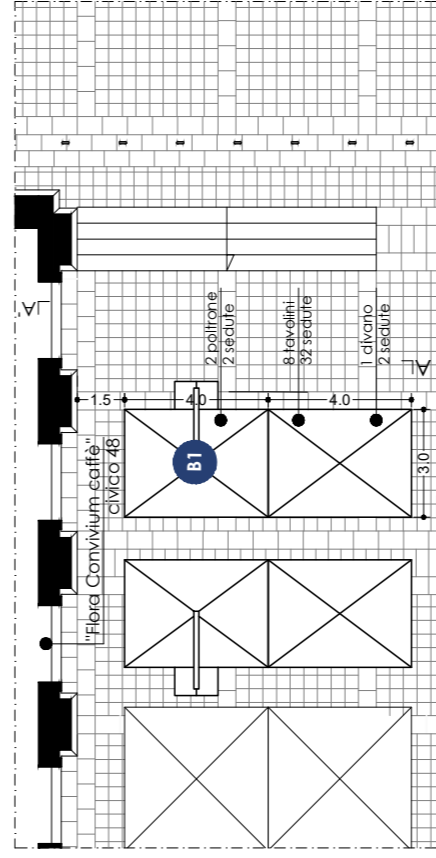 "Flora Convivium caffè"
civico 48
B1
2 poltrone
2 sedute
8 tavolini
32 sedute
1 divano
2 sedute
1.5
4.0
4.0
3.0
'A'
A'